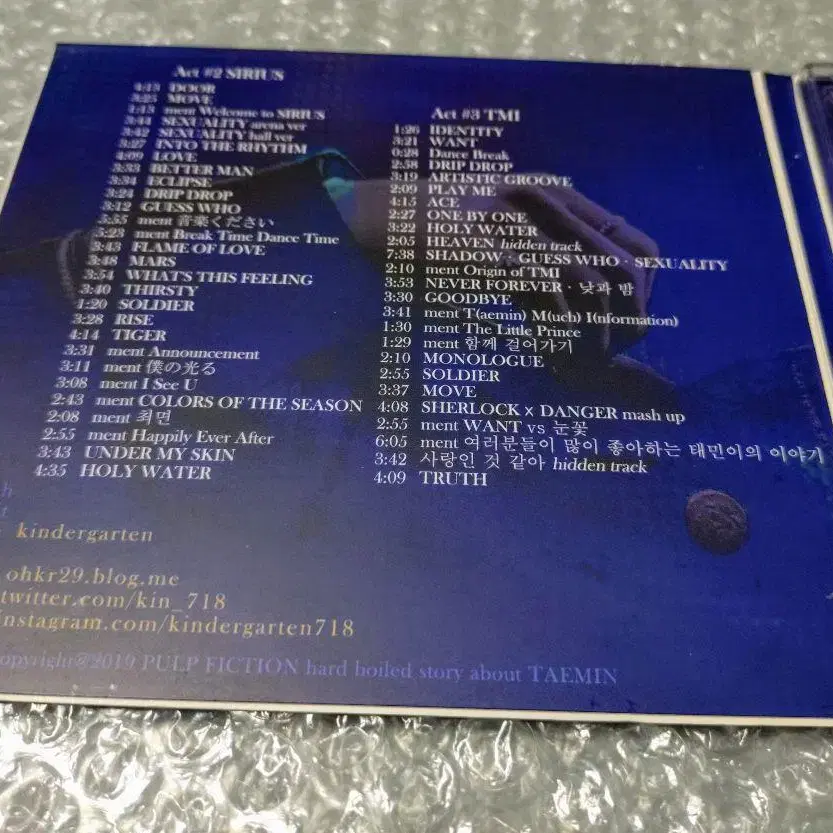 Act #2 SIRIUS
4:13 DOOR
3:25 MOVE
1:13 ment Welcome to SIRIUS
3:44 SEXUALITY arena ver
3:42 SEXUALITY hall ver
3:27 INTO THE RHYTHM
4:09 LOVE
3:33 BETTER MAN
3:34 ECLIPSE
3:24 DRIP DROP
3:12 GUESS WHO
3:55 ment 音楽ください
5:23 ment Break Time Dance Time
3:43 FLAME OF LOVE
3:48 MARS
3:54 WHAT'S THIS FEELING
3:40 THIRSTY
1:20 SOLDIER
3:28 RISE
4:14 TIGER
3:31 ment Announcement
3:11 ment 僕の光る
3:08 ment I See U
2:43 ment COLORS OF THE SEASON
2:08 ment 최면
2:55 ment Happily Ever After
3:43 UNDER MY SKIN
4:35 HOLY WATER
Act #3 TMI
1:26 IDENTITY
3:21 WANT
0:28 Dance Break
2:58 DRIP DROP
3:19 ARTISTIC GROOVE
2:09 PLAY ME
4:15 ACE
2:27 ONE BY ONE
3:22 HOLY WATER
2:05 HEAVEN hidden track
7:38 SHADOW · GUESS WHO · SEXUALITY
2:10 ment Origin of TMI
3:53 NEVER FOREVER · 낮과 밤
3:30 GOODBYE
3:41 ment T(aemin) M(uch) I(nformation)
1:30 ment The Little Prince
1:29 ment 함께 걸어가기
2:10 MONOLOGUE
2:55 SOLDIER
3:37 MOVE
4:08 SHERLOCK x DANGER mash up
2:55 ment WANT vs 눈꽃
6:05 ment 여러분들이 많이 좋아하는 태민이의 이야기
3:42 사랑인 것 같아 hidden track
4:09 TRUTH
kindergarten
ohkr29.blog.me
twitter.com/kin_718
instagram.com/kindergarten718
copyright@2019 PULP FICTION hard boiled story about TAEMIN